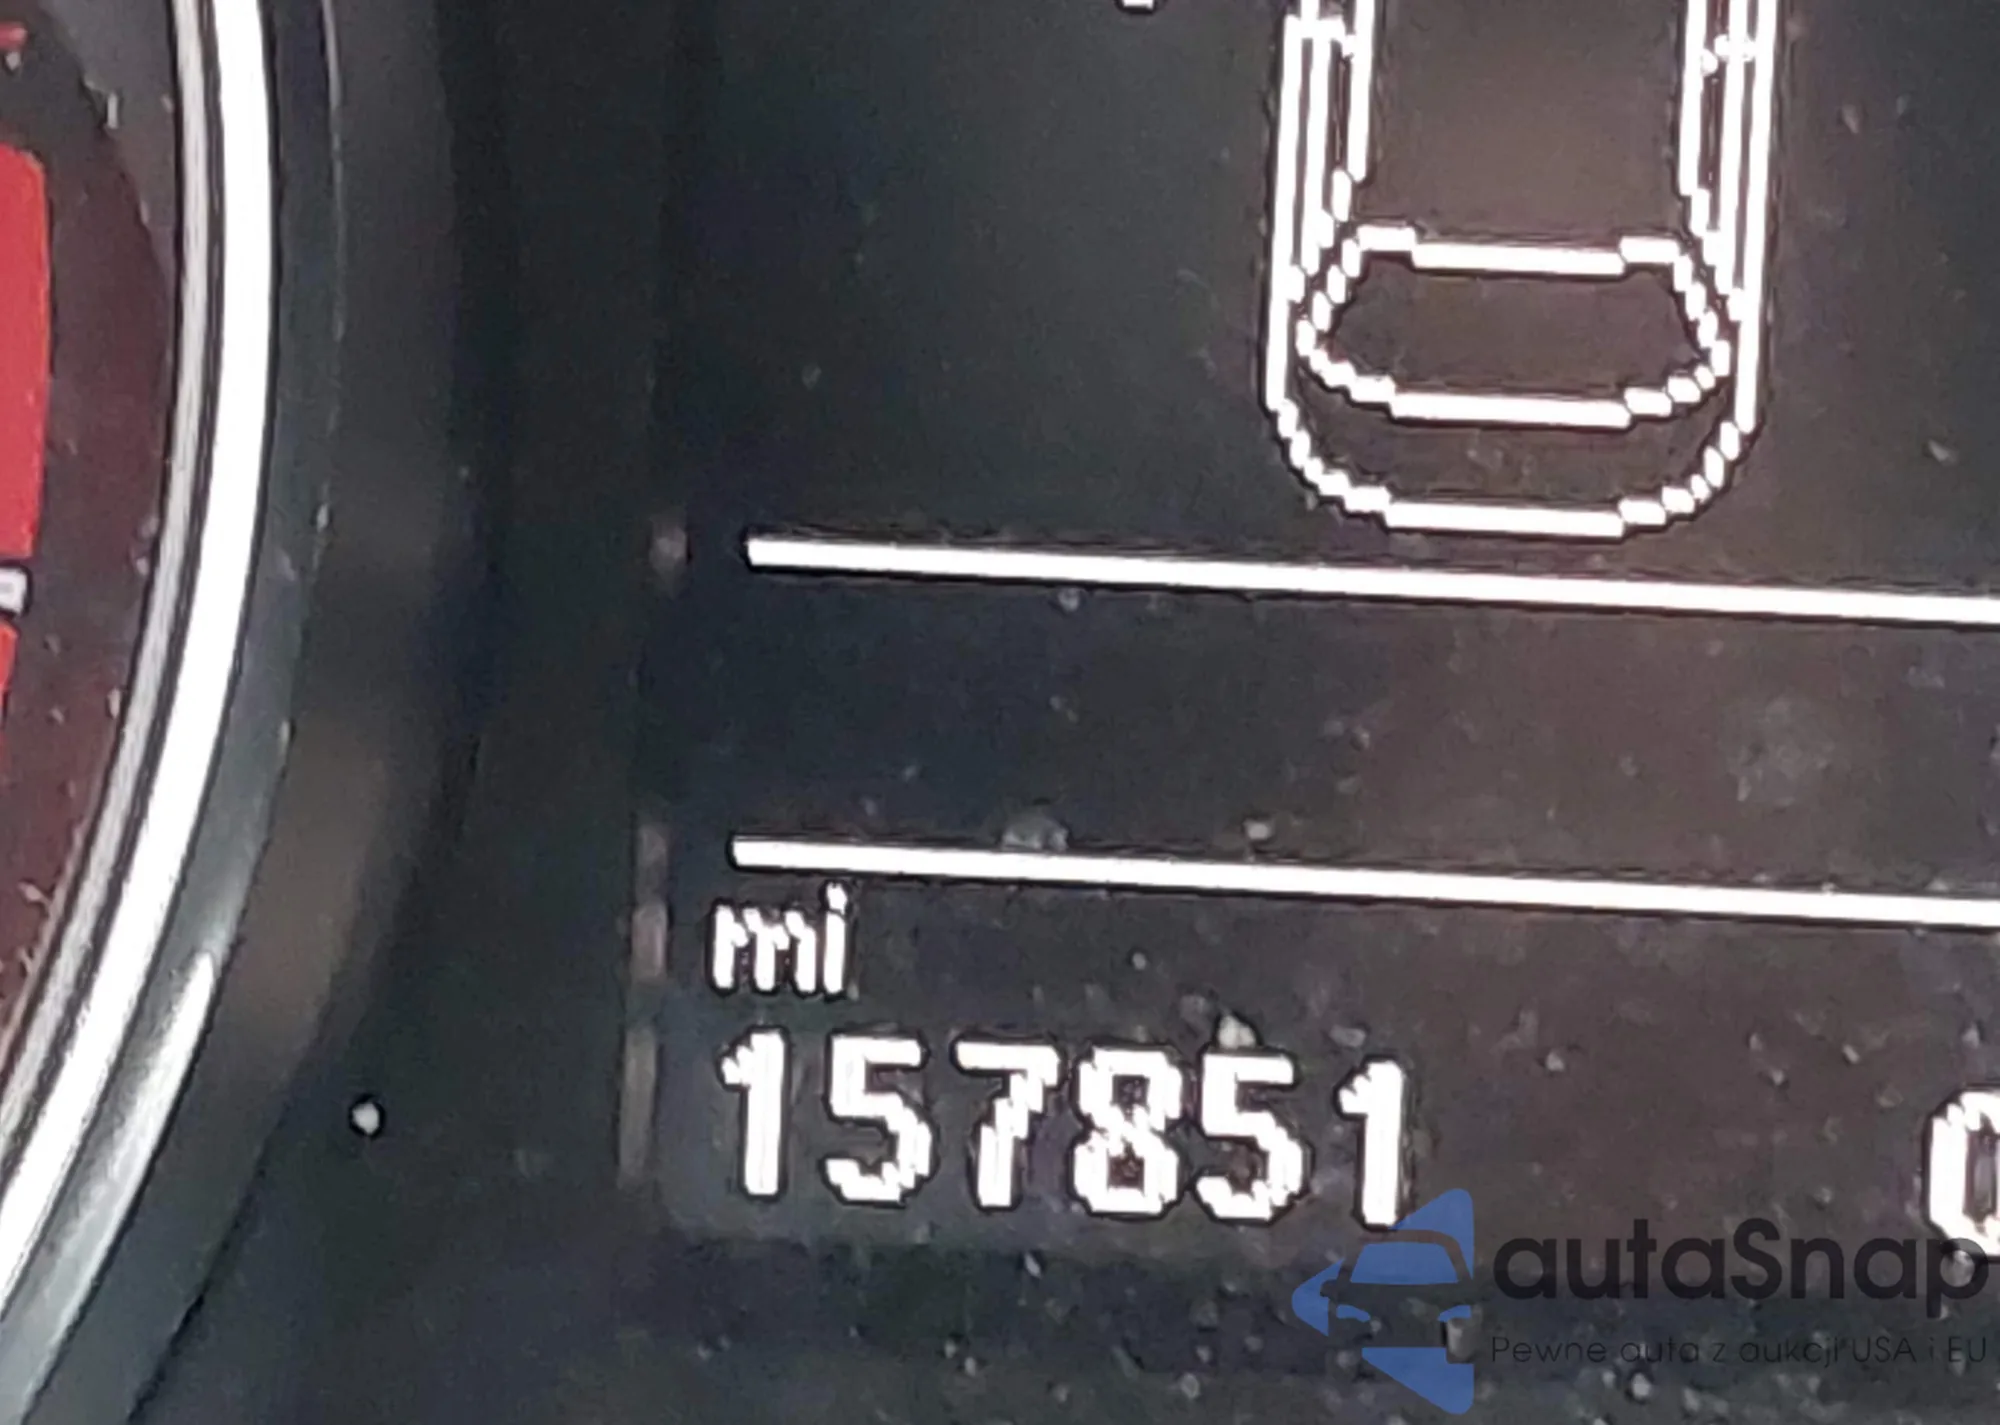 mi
157851
autaSnap
Pewne auta z aukcji USA i EU